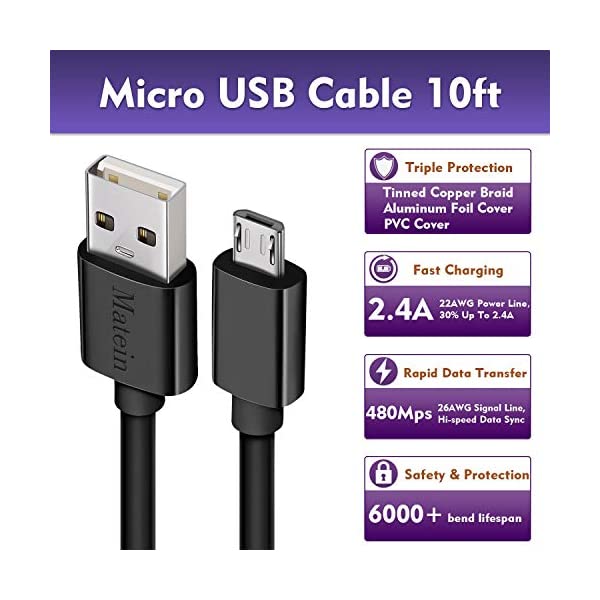 Micro USB Cable 10ft
Triple Protection
Tinned Copper Braid
Aluminum Foil Cover
PVC Cover
Matein
Fast Charging
2.4A
22AWG Power Line,
30% Up To 2.4A
Rapid Data Transfer
480Mps
26AWG Signal Line,
Hi-speed Data Sync
Safety & Protection
6000+ bend lifespan